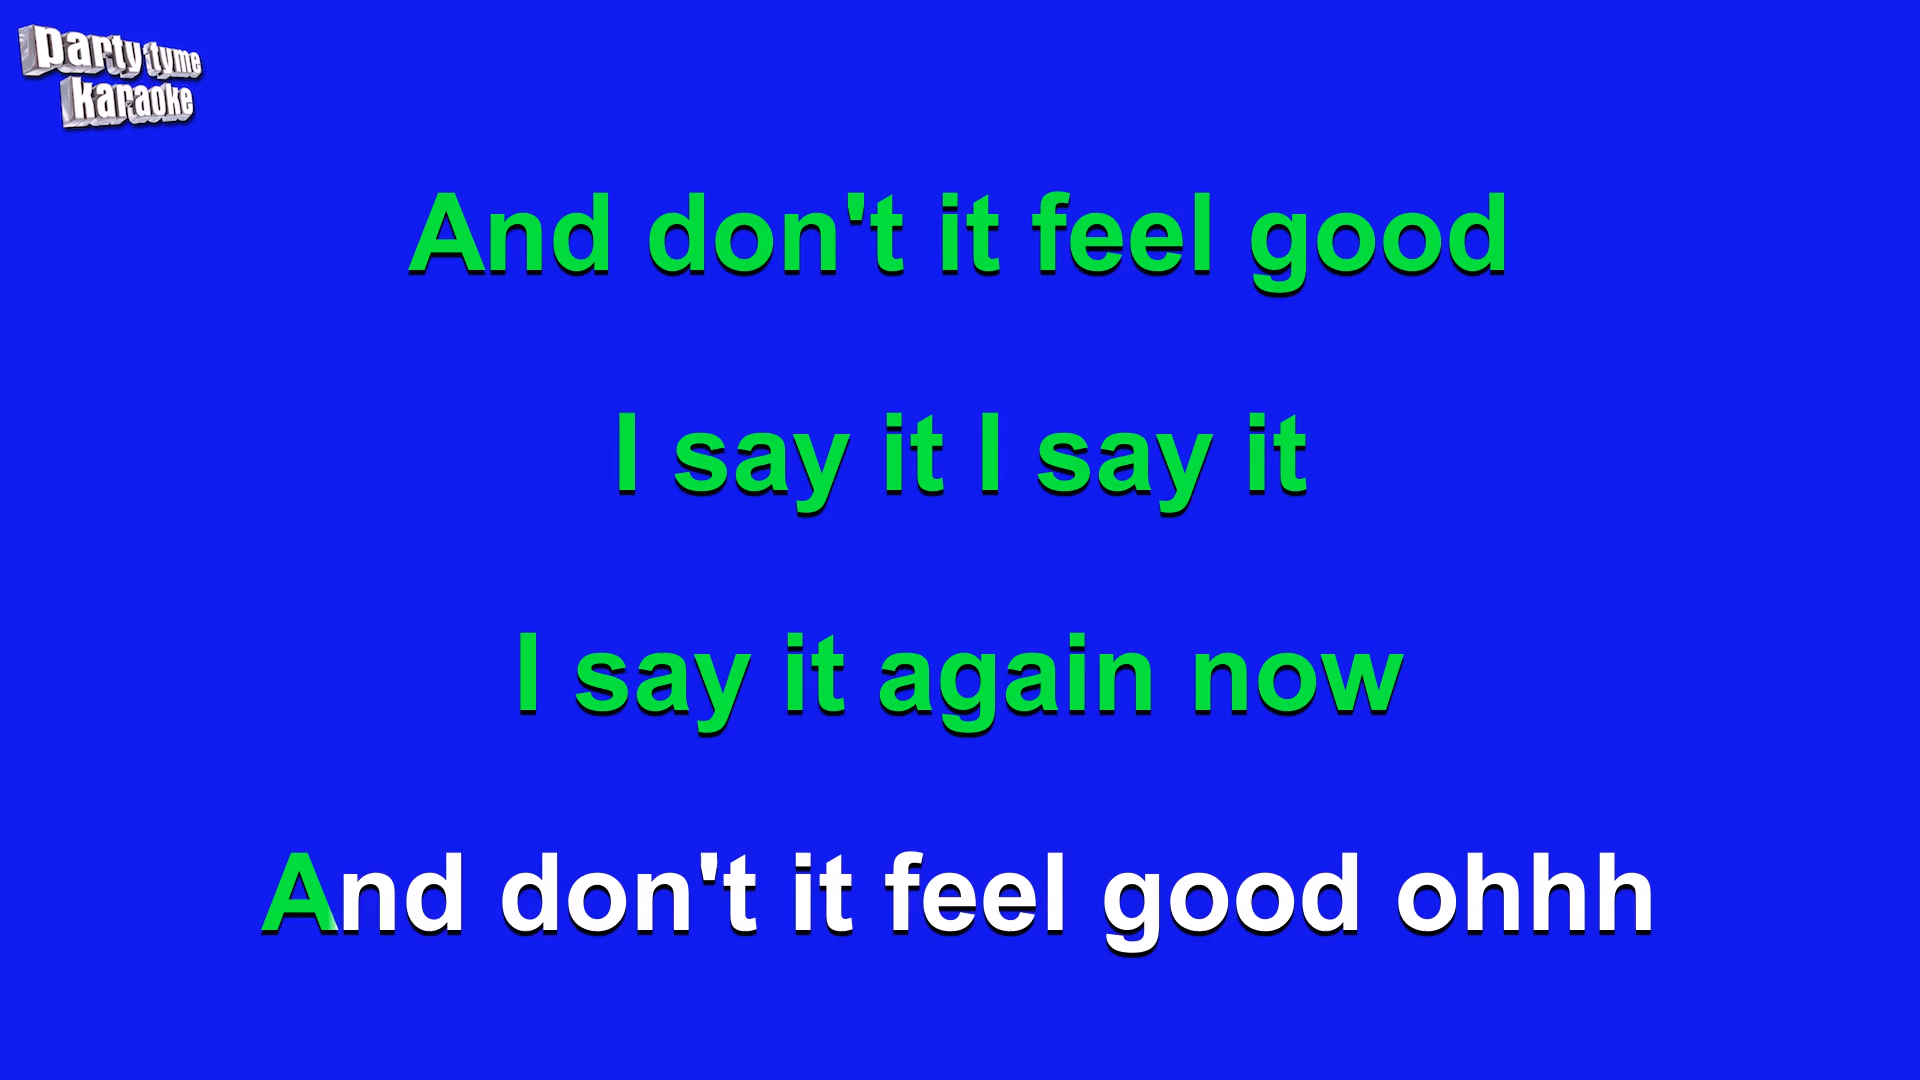 party tyme
karaoke
And don't it feel good
I say it I say it
I say it again now
And don't it feel good ohhh